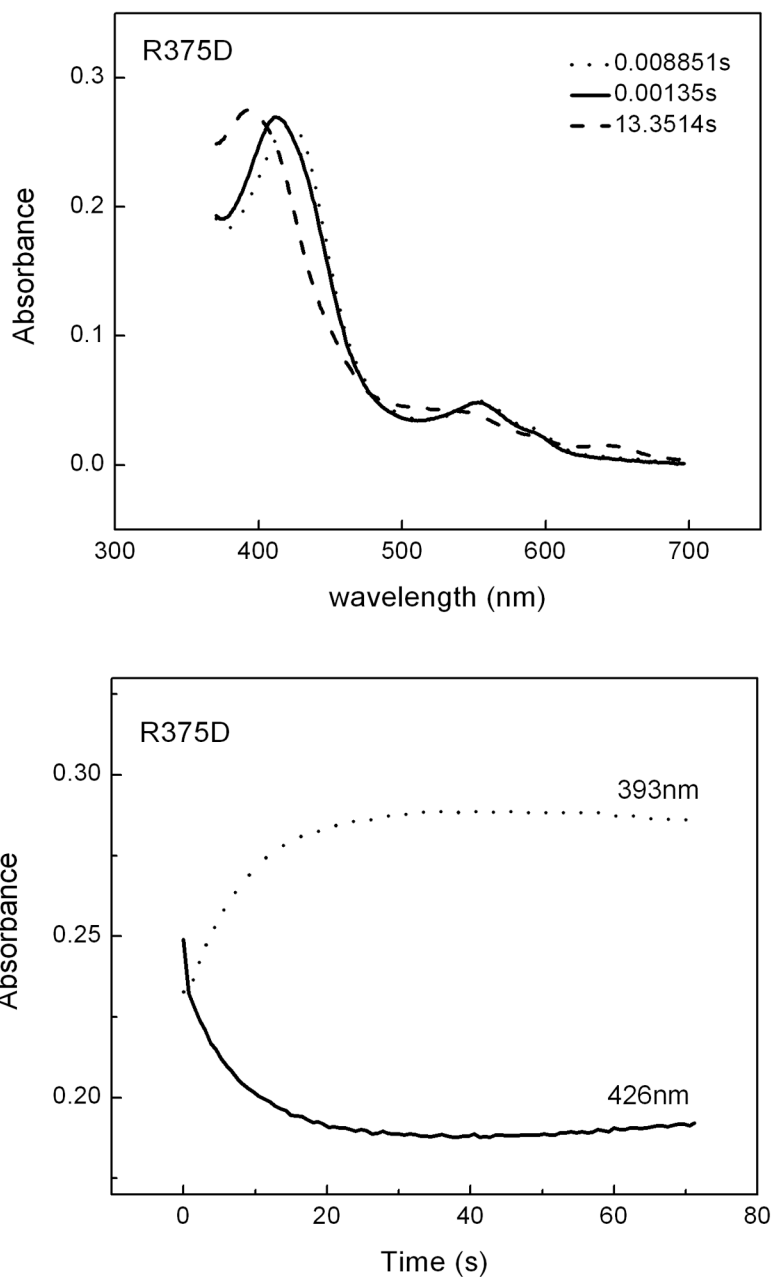 R375D
0.008851s
0.00135s
13.3514s
0.3
0.2
0.1
0.0
Absorbance
300 400 500 600 700
wavelength (nm)
R375D
0.30
0.25
0.20
393nm
426nm
Absorbance
0 20 40 60 80
Time (s)